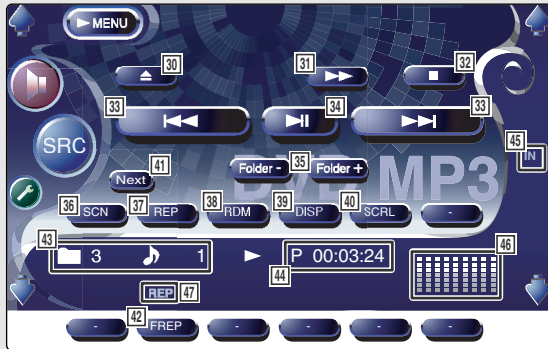 MENU
30 31 32
33 34 33
SRC
45
IN
41
Next Folder - 35 Folder +
DVD MP3
36 37 38 39 40
SCN REP RDM DISP SCRL -
43 46
3 1 P 00:03:24
44
REP 47
42
- FREP - - - -